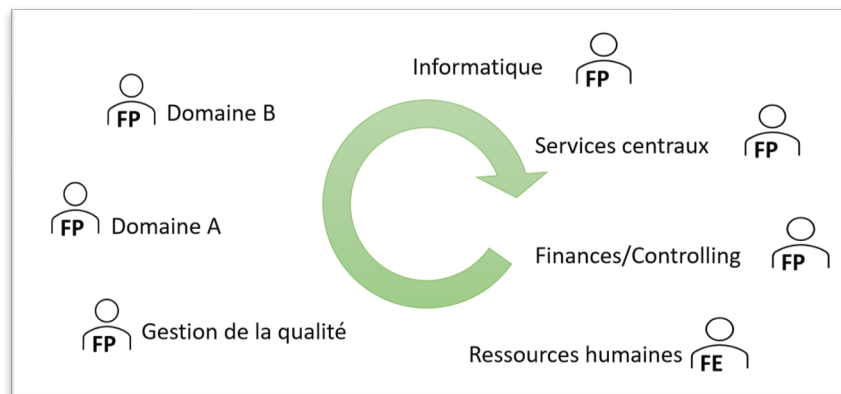 Informatique FP
FP Domaine B
Services centraux FP
FP Domaine A
Finances/Controlling FP
FP Gestion de la qualité
Ressources humaines FE